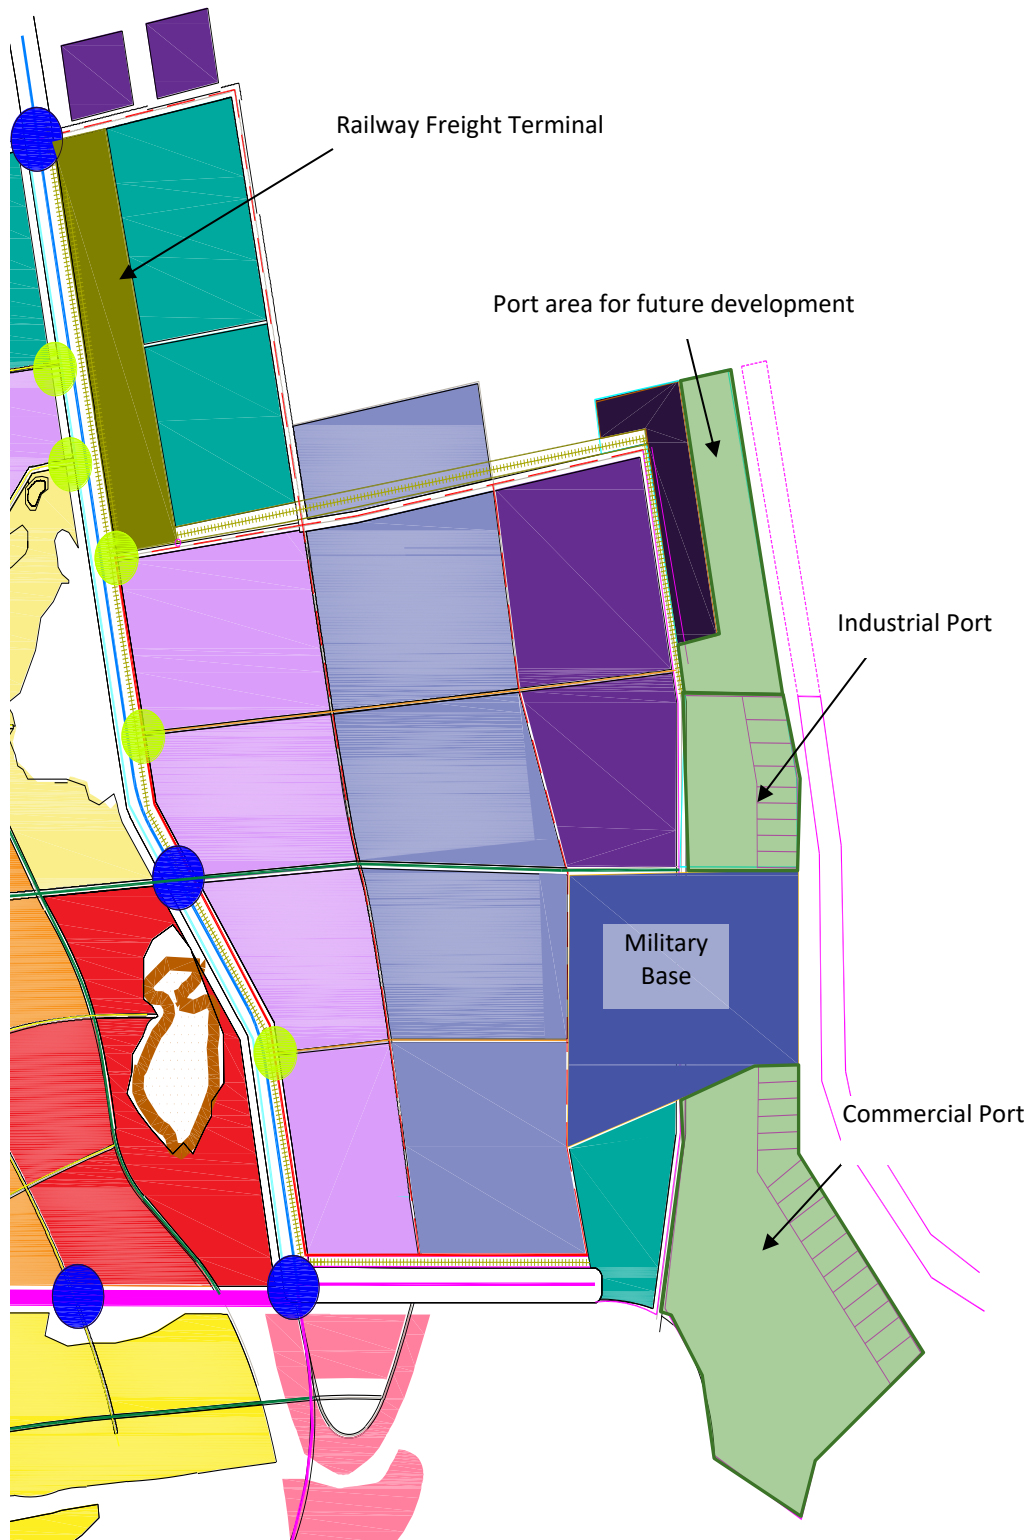 Railway Freight Terminal
Port area for future development
Industrial Port
Military
Base
Commercial Port